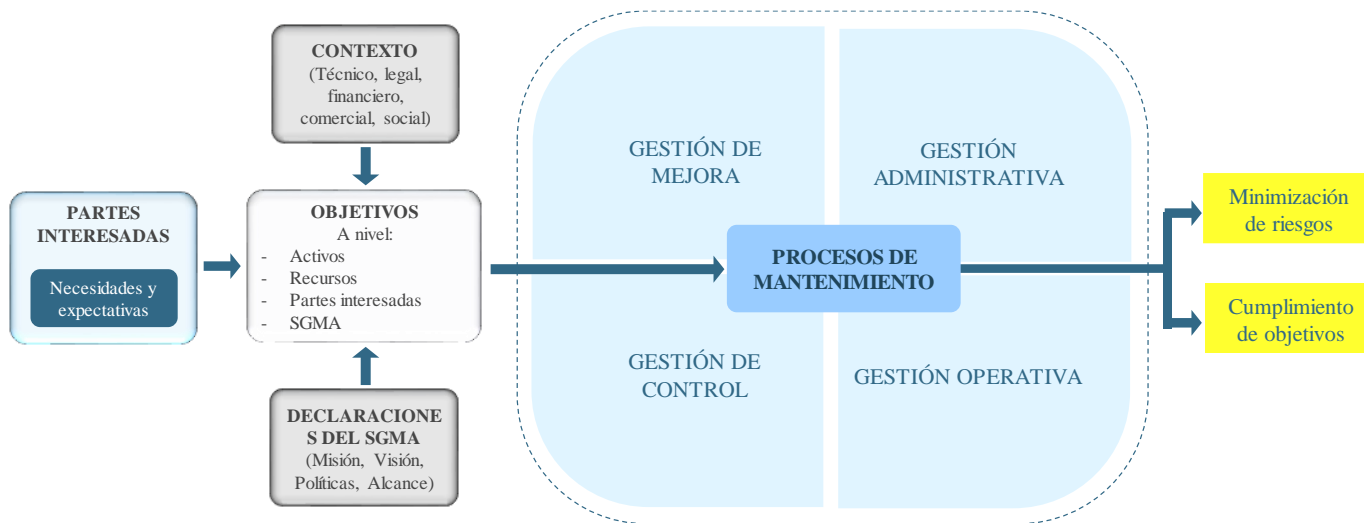 CONTEXTO
(Técnico, legal,
financiero,
comercial, social)
PARTES
INTERESADAS
Necesidades y
expectativas
OBJETIVOS
A nivel:
- Activos
- Recursos
- Partes interesadas
- SGMA
DECLARACIONE
S DEL SGMA
(Misión, Visión,
Políticas, Alcance)
GESTIÓN DE
MEJORA
GESTIÓN
ADMINISTRATIVA
PROCESOS DE
MANTENIMIENTO
GESTIÓN DE
CONTROL
GESTIÓN OPERATIVA
Minimización
de riesgos
Cumplimiento
de objetivos